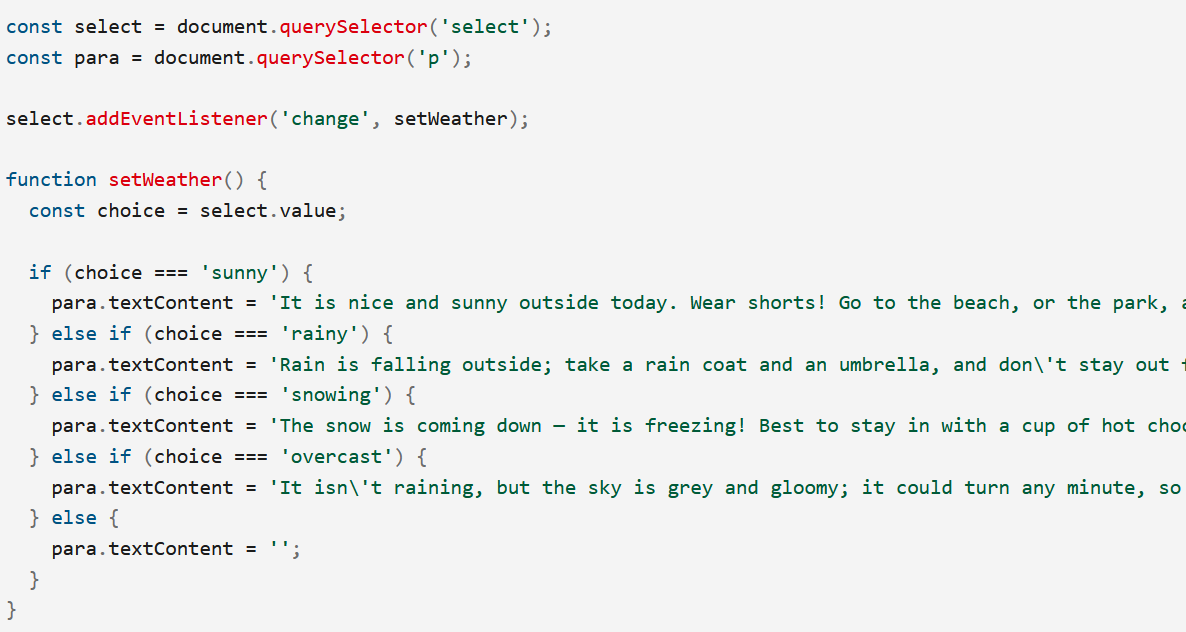 const select = document.querySelector('select');
const para = document.querySelector('p');

select.addEventListener('change', setWeather);

function setWeather() {
  const choice = select.value;

  if (choice === 'sunny') {
    para.textContent = 'It is nice and sunny outside today. Wear shorts! Go to the beach, or the park,
  } else if (choice === 'rainy') {
    para.textContent = 'Rain is falling outside; take a rain coat and an umbrella, and don\'t stay out
  } else if (choice === 'snowing') {
    para.textContent = 'The snow is coming down — it is freezing! Best to stay in with a cup of hot
  } else if (choice === 'overcast') {
    para.textContent = 'It isn\'t raining, but the sky is grey and gloomy; it could turn any minute, so
  } else {
    para.textContent = '';
  }
}